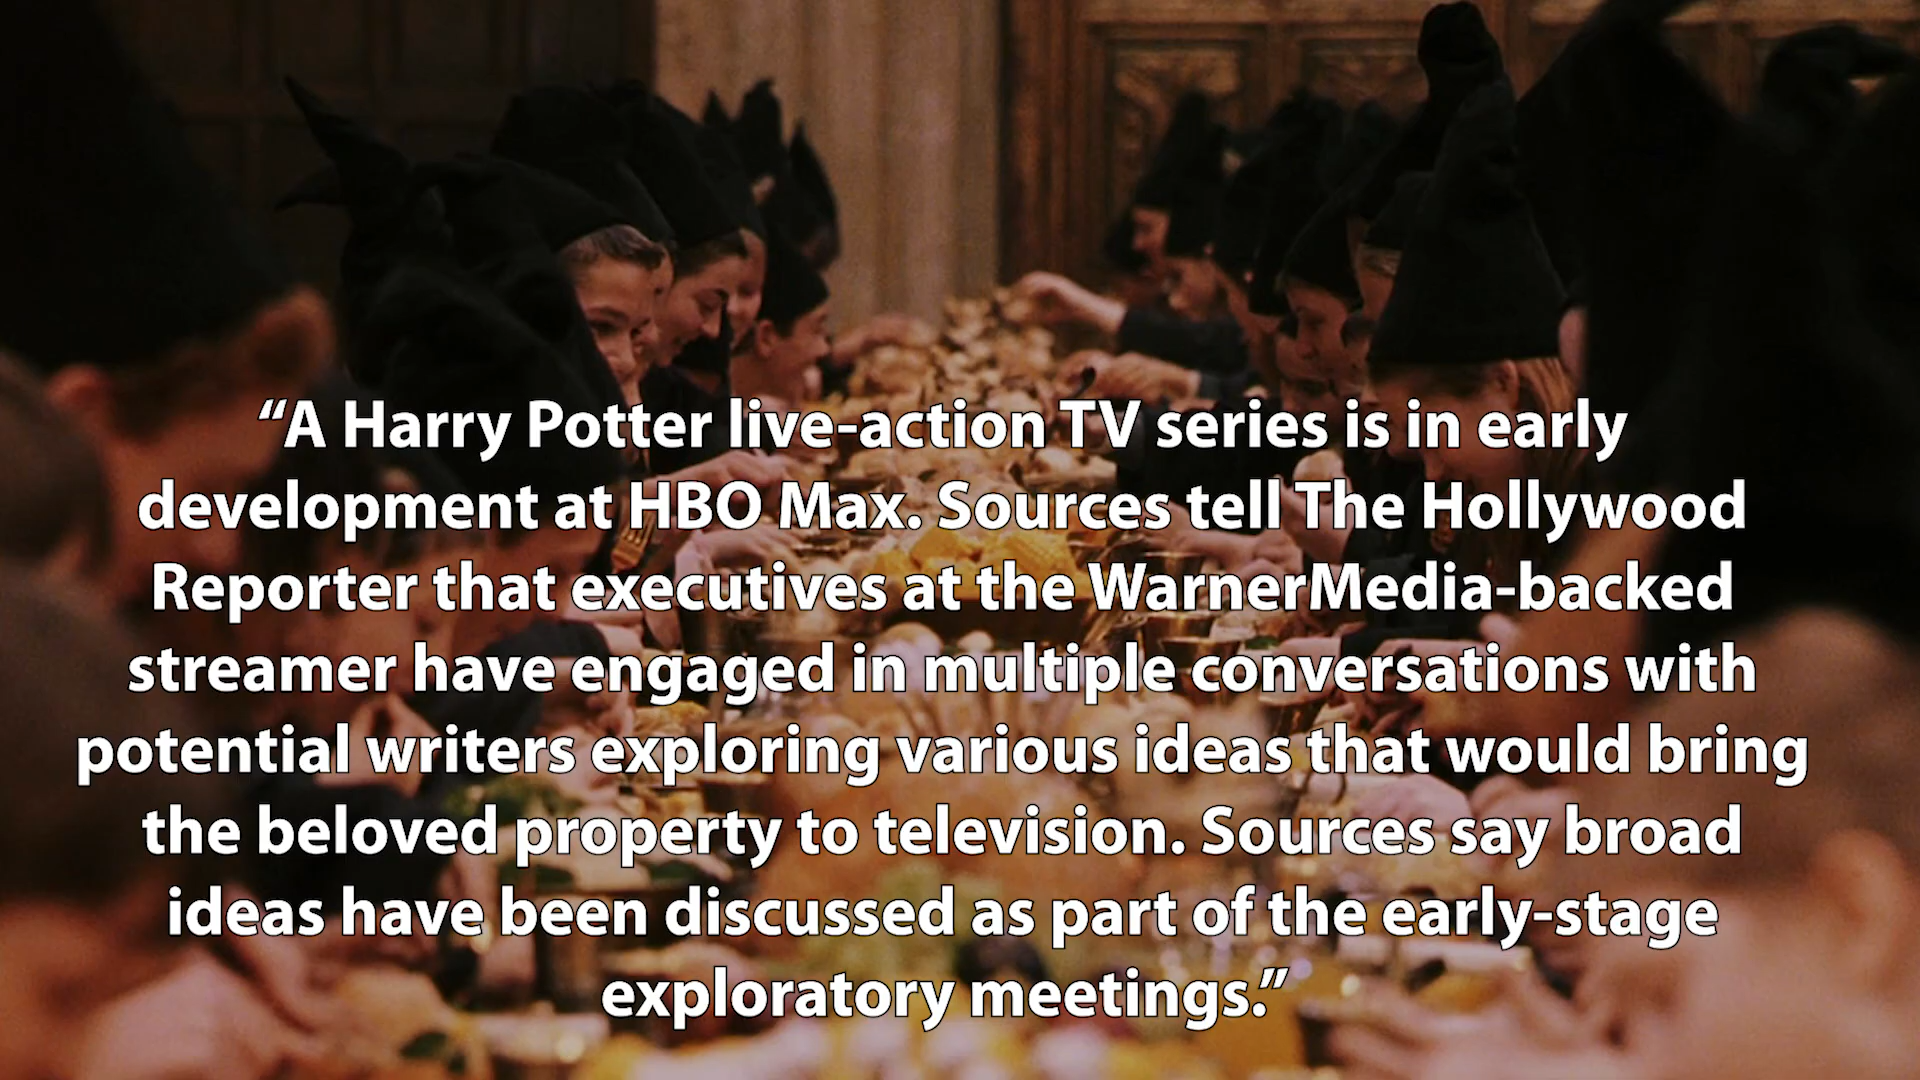 “A Harry Potter live-action TV series is in early
development at HBO Max. Sources tell The Hollywood
Reporter that executives at the WarnerMedia-backed
streamer have engaged in multiple conversations with
potential writers exploring various ideas that would bring
the beloved property to television. Sources say broad
ideas have been discussed as part of the early-stage
exploratory meetings.”